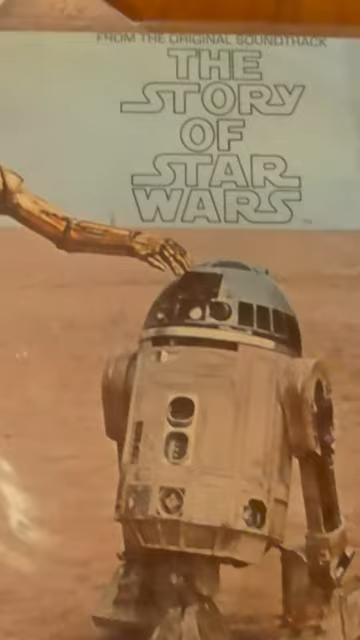 FROM THE ORIGINAL SOUNDTRACK
THE
STORY
OF
STAR
WARS